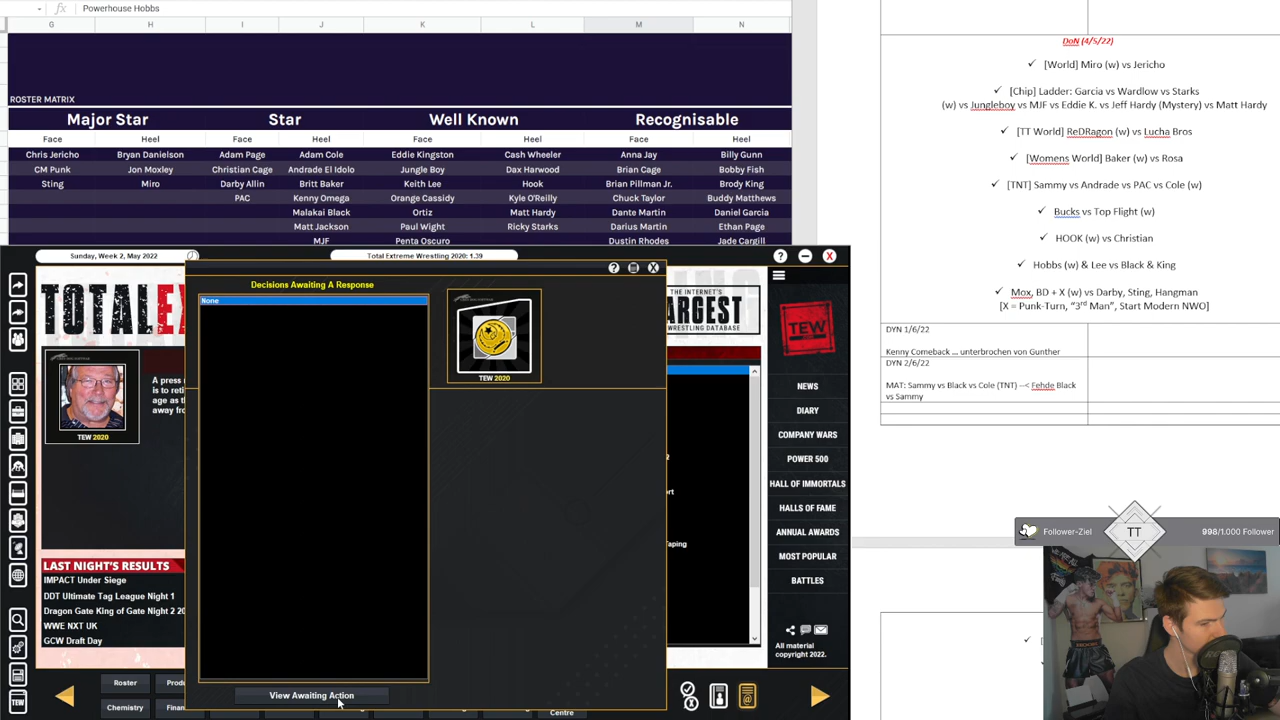 Powerhouse Hobbs
G H I J K L M N
ROSTER MATRIX
Major Star Star Well Known Recognisable
Face Heel Face Heel Face Heel Face Heel
Chris Jericho Bryan Danielson Adam Page Adam Cole Eddie Kingston Cash Wheeler Anna Jay Billy Gunn
CM Punk Jon Moxley Christian Cage Andrade El Idolo Jungle Boy Dax Harwood Brian Cage Bobby Fish
Sting Miro Darby Allin Britt Baker Keith Lee Hook Brian Pillman Jr. Brody King
PAC Kenny Omega Orange Cassidy Kyle O'Reilly Chuck Taylor Buddy Matthews
Malakai Black Ortiz Matt Hardy Dante Martin Daniel Garcia
Matt Jackson Paul Wight Ricky Starks Darius Martin Ethan Page
MJF Penta Oscuro Dustin Rhodes Jade Cargill
Sunday, Week 2, May 2022
Total Extreme Wrestling 2020: 1.39
Decisions Awaiting A Response
None
TEW 2020
TOTALE
THE INTERNET'S
LARGEST
WRESTLING DATABASE
TEW
A press
is to reti
age as th
away fro
TEW 2020
LAST NIGHT'S RESULTS
IMPACT Under Siege
DDT Ultimate Tag League Night 1
Dragon Gate King of Gate Night 2 20
WWE NXT UK
GCW Draft Day
2
ort
Taping
NEWS
DIARY
COMPANY WARS
POWER 500
HALL OF IMMORTALS
HALLS OF FAME
ANNUAL AWARDS
MOST POPULAR
BATTLES
All material
copyright 2022.
View Awaiting Action
Roster Produ
Chemistry Finan
Centre
TEW
DoN (4/5/22)
✓ [World] Miro (w) vs Jericho
✓ [Chip] Ladder: Garcia vs Wardlow vs Starks
(w) vs Jungleboy vs MJF vs Eddie K. vs Jeff Hardy (Mystery) vs Matt Hardy
✓ [TT World] ReDRagon (w) vs Lucha Bros
✓ [Womens World] Baker (w) vs Rosa
✓ [TNT] Sammy vs Andrade vs PAC vs Cole (w)
✓ Bucks vs Top Flight (w)
✓ HOOK (w) vs Christian
✓ Hobbs (w) & Lee vs Black & King
✓ Mox, BD + X (w) vs Darby, Sting, Hangman
[X = Punk-Turn, “3rd Man”, Start Modern NWO]
DYN 1/6/22
Kenny Comeback ... unterbrochen von Gunther
DYN 2/6/22
MAT: Sammy vs Black vs Cole (TNT) --< Fehde Black
vs Sammy
Follower-Ziel TT 998/1.000 Follower